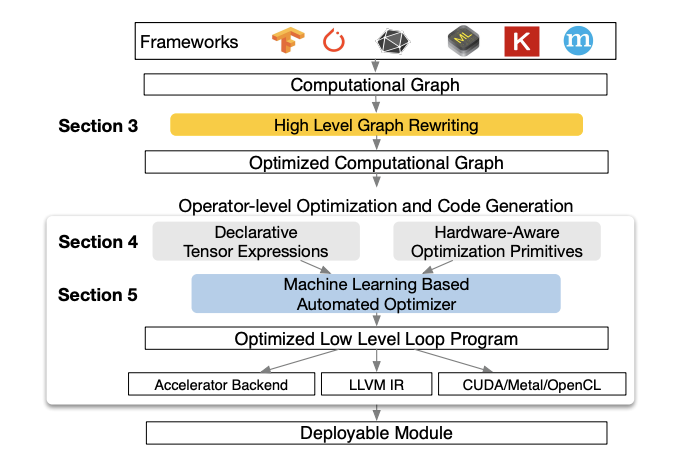 Frameworks
ML
K
m
Computational Graph
Section 3
High Level Graph Rewriting
Optimized Computational Graph
Operator-level Optimization and Code Generation
Section 4
Declarative
Tensor Expressions
Hardware-Aware
Optimization Primitives
Section 5
Machine Learning Based
Automated Optimizer
Optimized Low Level Loop Program
Accelerator Backend
LLVM IR
CUDA/Metal/OpenCL
Deployable Module